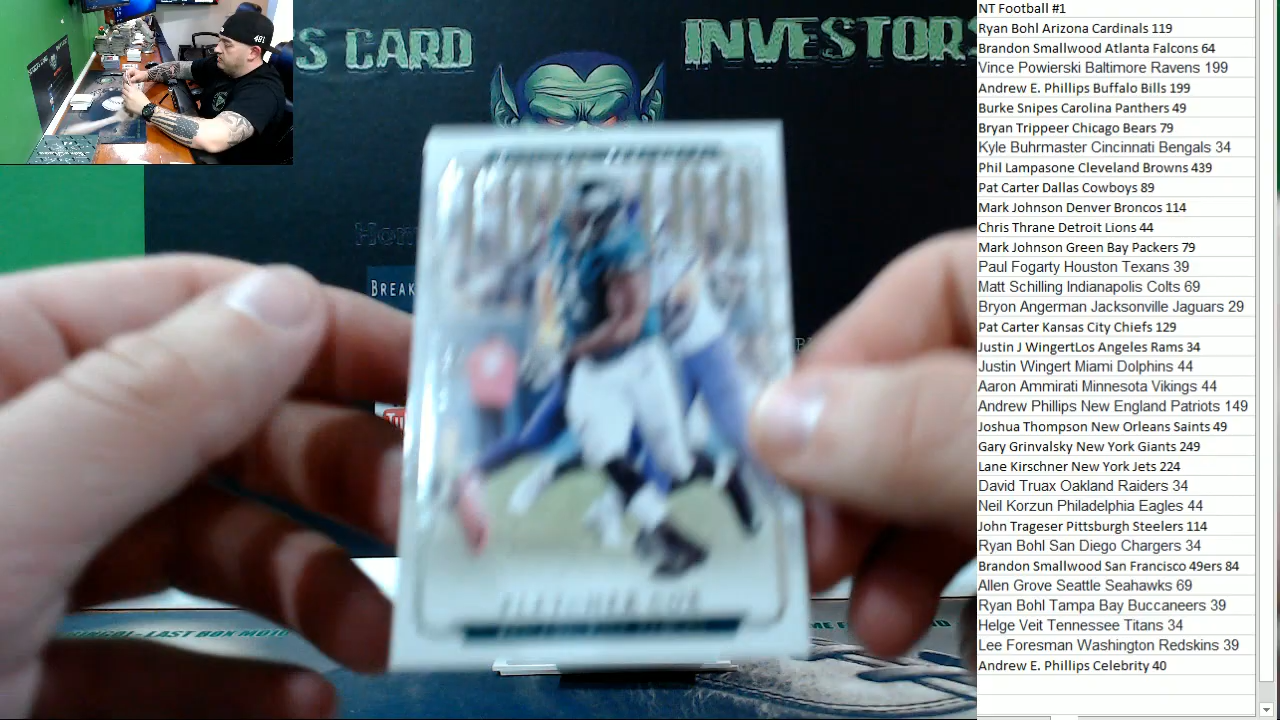 S CARD
INVESTORS
481
BREAK
NT Football #1
Ryan Bohl Arizona Cardinals 119
Brandon Smallwood Atlanta Falcons 64
Vince Powierski Baltimore Ravens 199
Andrew E. Phillips Buffalo Bills 199
Burke Snipes Carolina Panthers 49
Bryan Trippeer Chicago Bears 79
Kyle Buhrmaster Cincinnati Bengals 34
Phil Lampasone Cleveland Browns 439
Pat Carter Dallas Cowboys 89
Mark Johnson Denver Broncos 114
Chris Thrane Detroit Lions 44
Mark Johnson Green Bay Packers 79
Paul Fogarty Houston Texans 39
Matt Schilling Indianapolis Colts 69
Bryon Angerman Jacksonville Jaguars 29
Pat Carter Kansas City Chiefs 129
Justin J WingertLos Angeles Rams 34
Justin Wingert Miami Dolphins 44
Aaron Ammirati Minnesota Vikings 44
Andrew Phillips New England Patriots 149
Joshua Thompson New Orleans Saints 49
Gary Grinvalsky New York Giants 249
Lane Kirschner New York Jets 224
David Truax Oakland Raiders 34
Neil Korzun Philadelphia Eagles 44
John Trageser Pittsburgh Steelers 114
Ryan Bohl San Diego Chargers 34
Brandon Smallwood San Francisco 49ers 84
Allen Grove Seattle Seahawks 69
Ryan Bohl Tampa Bay Buccaneers 39
Helge Veit Tennessee Titans 34
Lee Foresman Washington Redskins 39
Andrew E. Phillips Celebrity 40
- LAST BOX MOJO